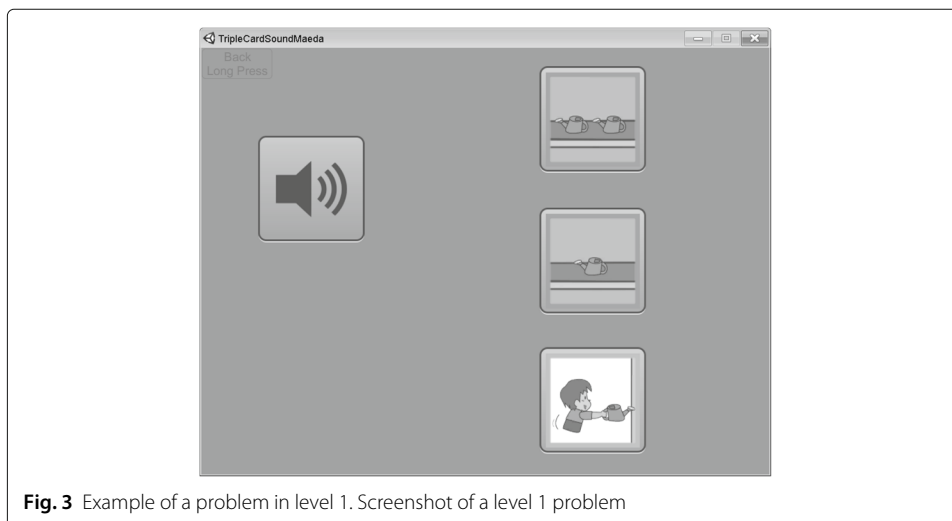 TripleCardSoundMaeda
Back
Long Press
Fig. 3 Example of a problem in level 1. Screenshot of a level 1 problem